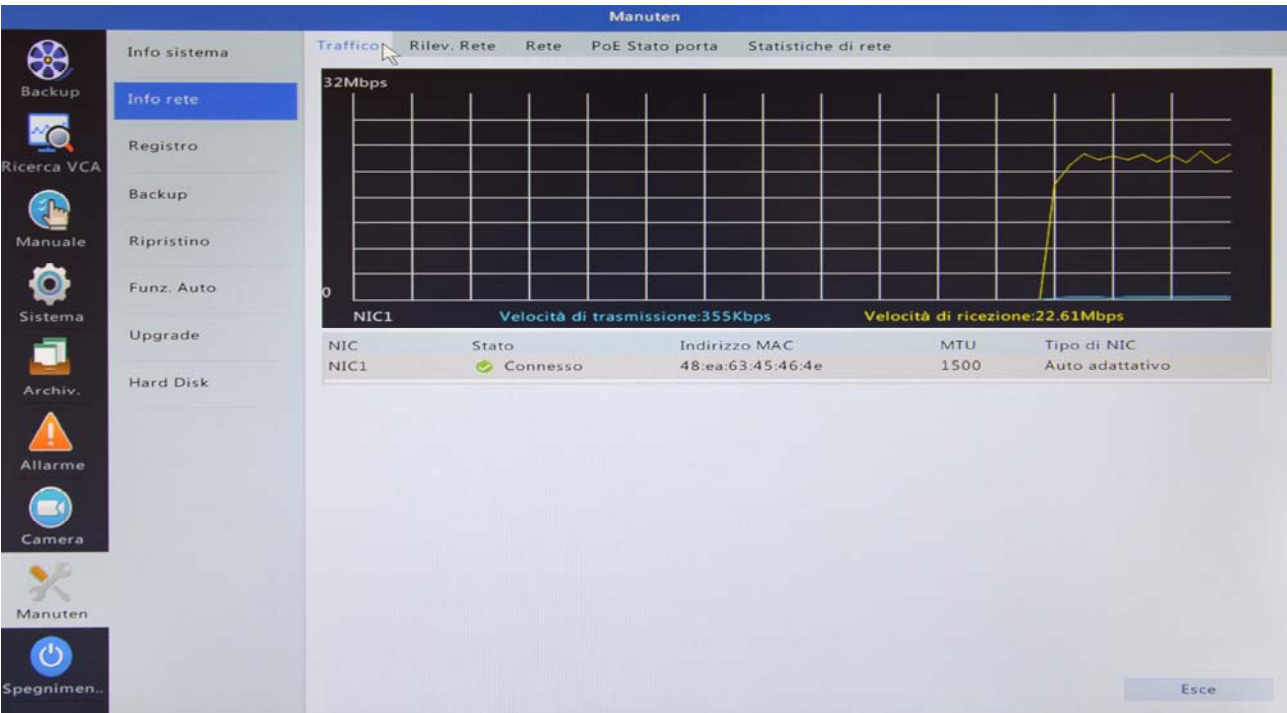 Manuten
Backup
Ricerca VCA
Manuale
Sistema
Archiv.
Allarme
Camera
Manuten
Spegnimen..
Info sistema
Info rete
Registro
Backup
Ripristino
Funz. Auto
Upgrade
Hard Disk
Traffico Rilev. Rete Rete PoE Stato porta Statistiche di rete
32Mbps
0
NIC1 Velocità di trasmissione:355Kbps Velocità di ricezione:22.61Mbps
NIC Stato Indirizzo MAC MTU Tipo di NIC
NIC1 Connesso 48:ea:63:45:46:4e 1500 Auto adattativo
Esce